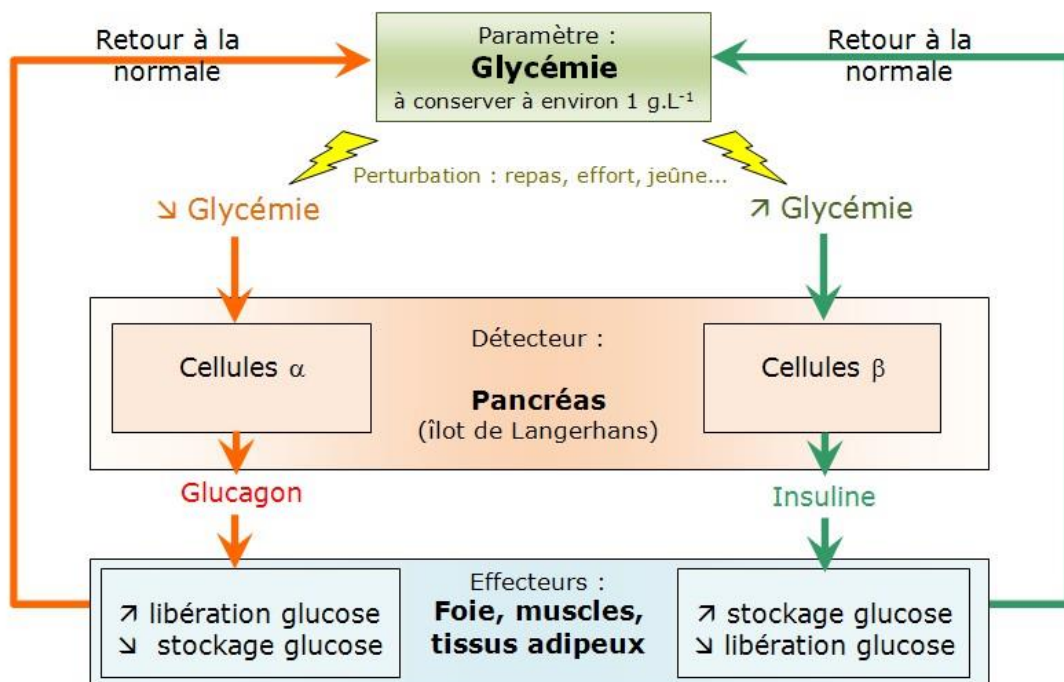 Retour à la
normale
Paramètre :
Glycémie
à conserver à environ 1 g.L⁻¹
Retour à la
normale
Perturbation : repas, effort, jeûne...
↘ Glycémie
↗ Glycémie
Cellules α
Détecteur :
Pancréas
(îlot de Langerhans)
Cellules β
Glucagon
Insuline
↗ libération glucose
↘ stockage glucose
Effecteurs :
Foie, muscles,
tissus adipeux
↗ stockage glucose
↘ libération glucose